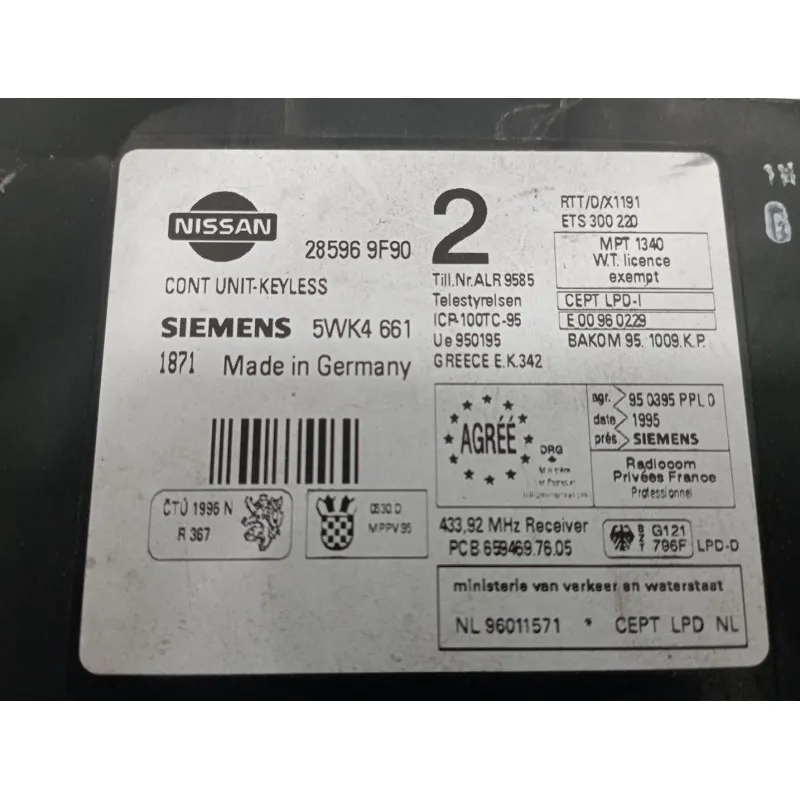 NISSAN
28596 9F90
CONT UNIT-KEYLESS
SIEMENS 5WK4 661
1871 Made in Germany
ČTÚ 1996 N
R 367
0530 D
MPPV 95
2
Till.Nr.ALR 9585
Telestyrelsen
ICP-100TC-95
Ue 950195
GREECE E.K.342
RTT/D/X1191
ETS 300 220
MPT 1340
W.T. licence
exempt
CEPT LPD-I
E 00 96 0229
BAKOM 95. 1009.K.P.
AGRÉÉ
DRG
agr. 95 0395 PPL 0
date 1995
prés. SIEMENS
Radiocom
Privées France
Professionnel
433,92 MHz Receiver
PCB 659469.76.05
BZT G121
796F LPD-D
ministerie van verkeer en waterstaat
NL 96011571 * CEPT LPD NL